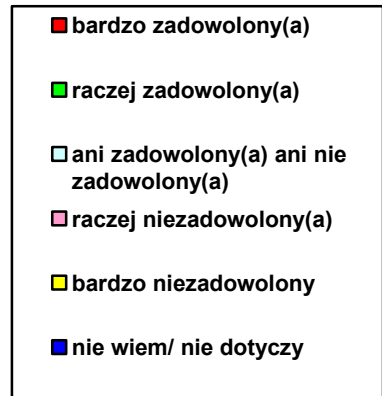 bardzo zadowolony(a)
raczej zadowolony(a)
ani zadowolony(a) ani nie
zadowolony(a)
raczej niezadowolony(a)
bardzo niezadowolony
nie wiem/ nie dotyczy